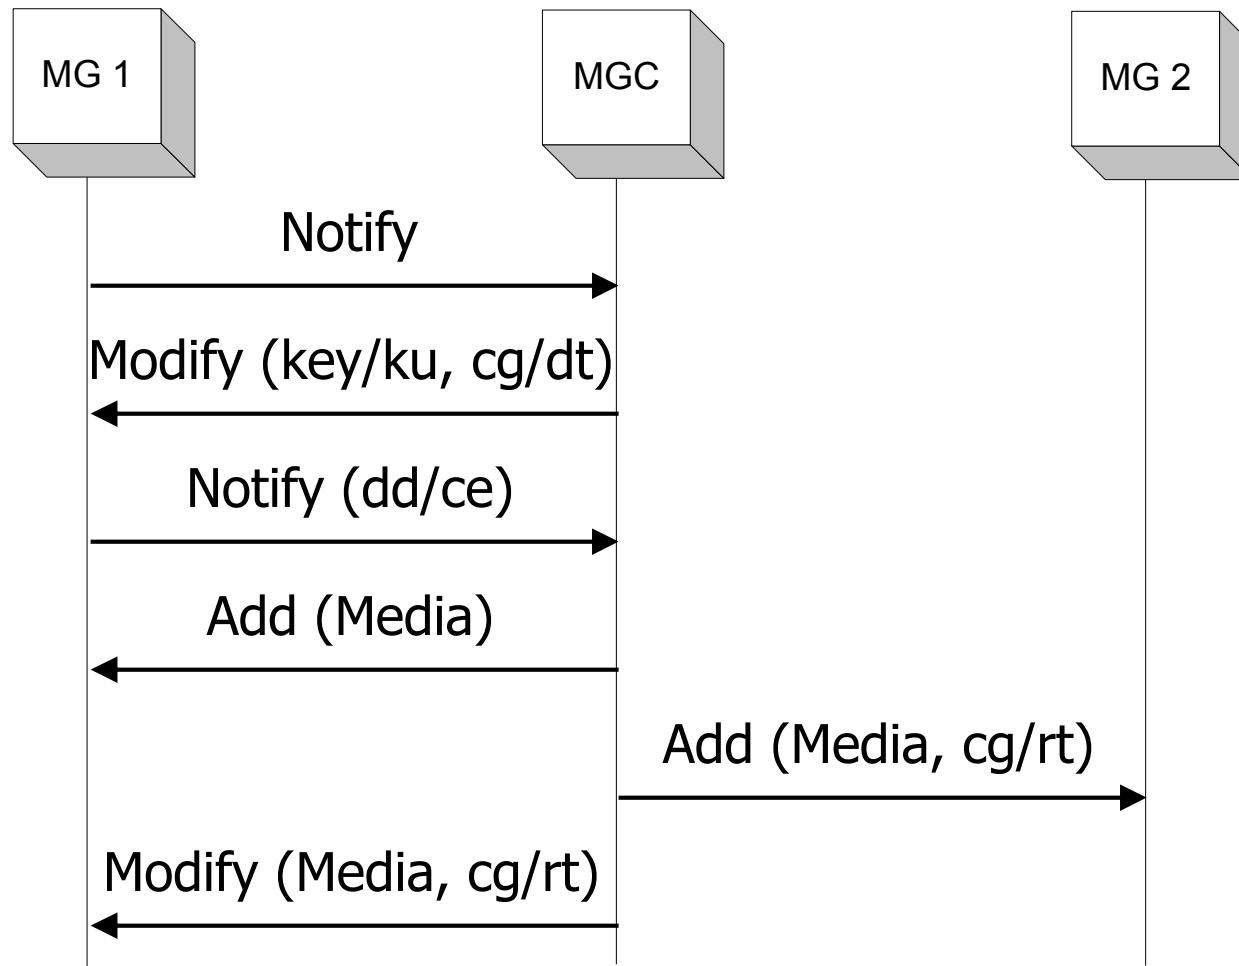 MG 1
MGC
MG 2
Notify
Modify (key/ku, cg/dt)
Notify (dd/ce)
Add (Media)
Add (Media, cg/rt)
Modify (Media, cg/rt)